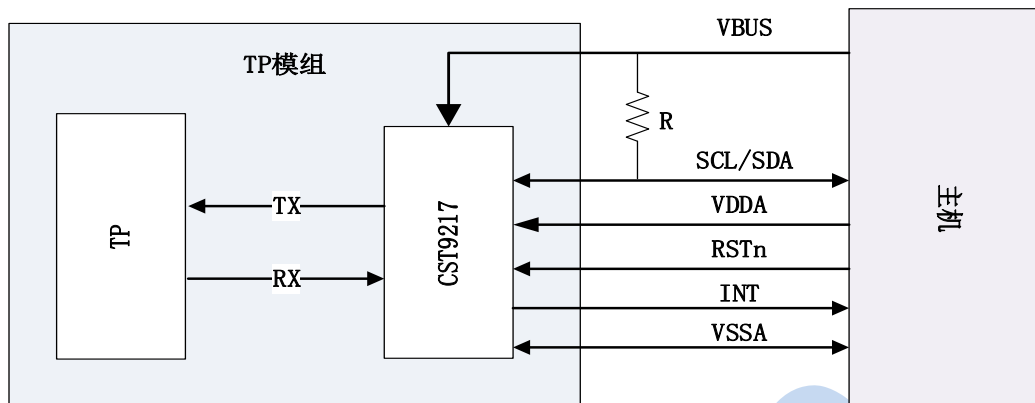 VBUS
TP模组
R
SCL/SDA
TX
VDDA
TP
CST9217
主机
RSTn
RX
INT
VSSA